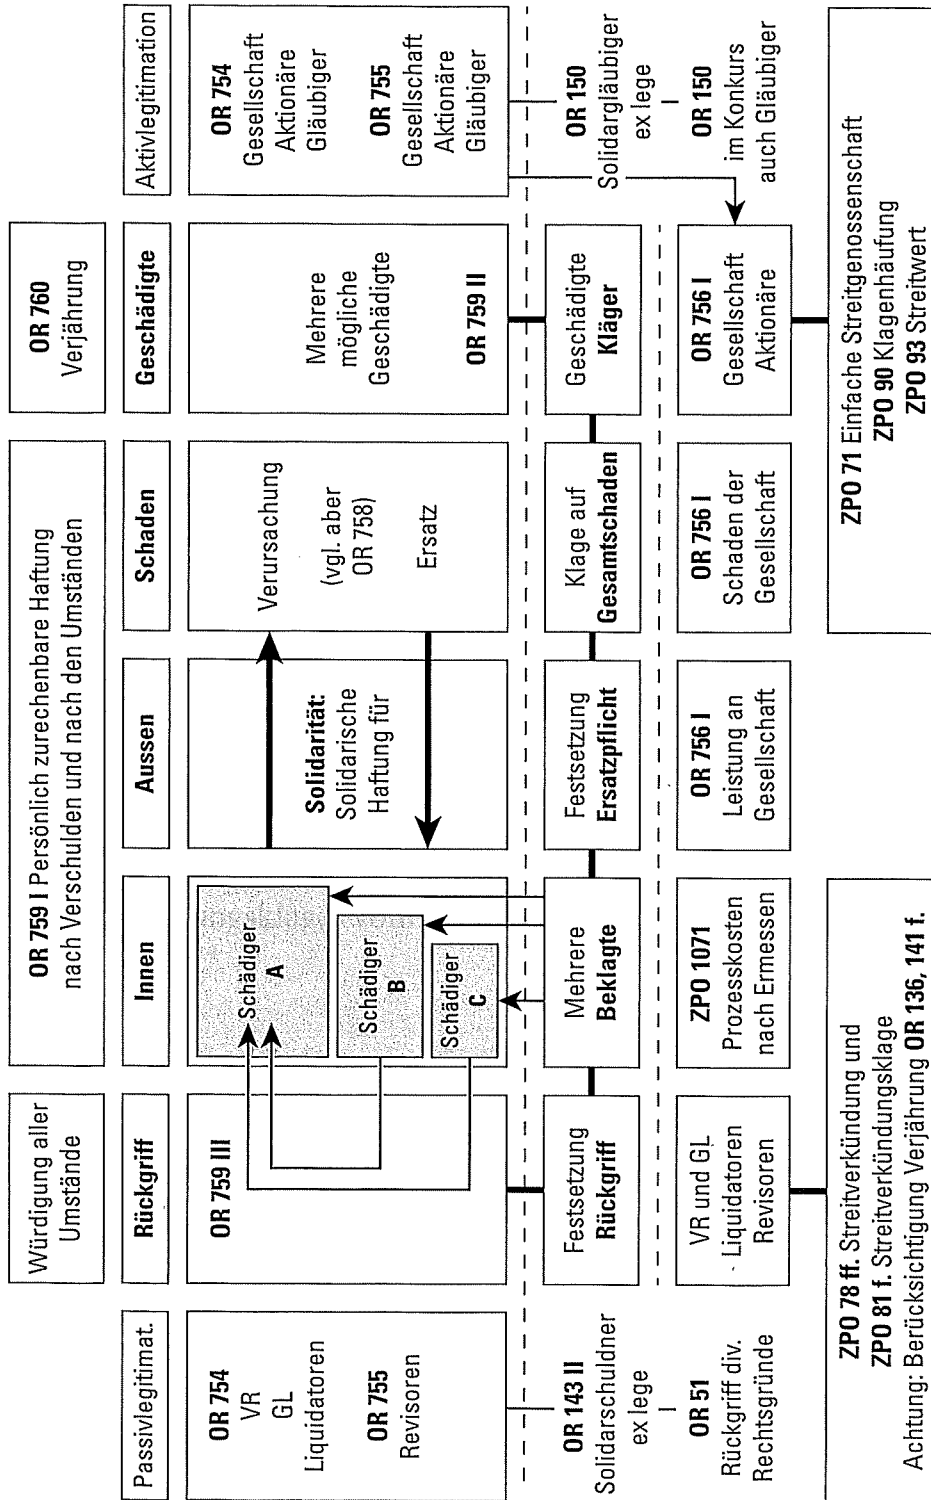 Würdigung aller
Umstände
OR 759 I Persönlich zurechenbare Haftung
nach Verschulden und nach den Umständen
OR 760
Verjährung
Passivlegitimat.
Rückgriff
Innen
Aussen
Schaden
Geschädigte
Aktivlegitimation
OR 754
VR
GL
Liquidatoren
OR 755
Revisoren
OR 759 III
Schädiger
A
Schädiger
B
Schädiger
C
Solidarität:
Solidarische
Haftung für
Verursachung
(vgl. aber
OR 758)
Ersatz
Mehrere
mögliche
Geschädigte
OR 759 II
OR 754
Gesellschaft
Aktionäre
Gläubiger
OR 755
Gesellschaft
Aktionäre
Gläubiger
OR 143 II
Solidarschuldner
ex lege
Festsetzung
Rückgriff
Mehrere
Beklagte
Festsetzung
Ersatzpflicht
Klage auf
Gesamtschaden
Geschädigte
Kläger
OR 150
Solidargläubiger
ex lege
OR 51
Rückgriff div.
Rechtsgründe
VR und GL
Liquidatoren
Revisoren
ZPO 1071
Prozesskosten
nach Ermessen
OR 756 I
Leistung an
Gesellschaft
OR 756 I
Schaden der
Gesellschaft
OR 756 I
Gesellschaft
Aktionäre
OR 150
im Konkurs
auch Gläubiger
ZPO 78 ff. Streitverkündung und
ZPO 81 f. Streitverkündungsklage
Achtung: Berücksichtigung Verjährung OR 136, 141 f.
ZPO 71 Einfache Streitgenossenschaft
ZPO 90 Klagenhäufung
ZPO 93 Streitwert